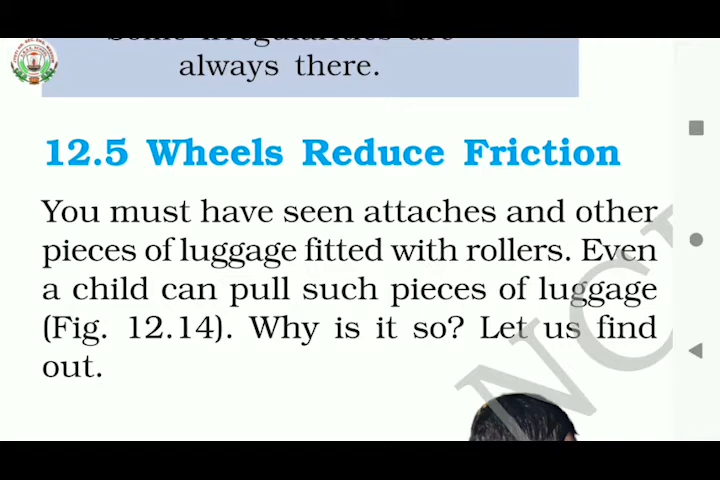 always there.
12.5 Wheels Reduce Friction
You must have seen attaches and other
pieces of luggage fitted with rollers. Even
a child can pull such pieces of luggage
(Fig. 12.14). Why is it so? Let us find
out.